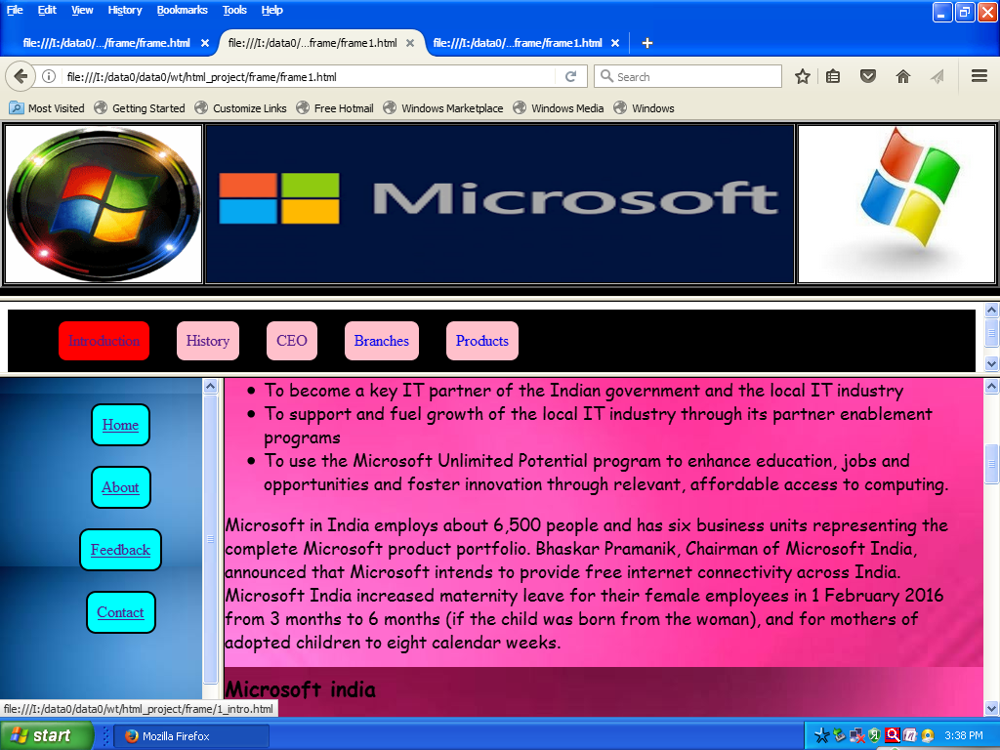 File Edit View History Bookmarks Tools Help
file:///I:/data0/.../frame/frame.html × file:///I:/data0/...frame/frame1.html × file:///I:/data0/...frame/frame1.html × +
file:///I:/data0/data0/wt/html_project/frame/frame1.html Search
Most Visited Getting Started Customize Links Free Hotmail Windows Marketplace Windows Media Windows
Microsoft
Introduction History CEO Branches Products
Home
About
Feedback
Contact
• To become a key IT partner of the Indian government and the local IT industry
• To support and fuel growth of the local IT industry through its partner enablement
programs
• To use the Microsoft Unlimited Potential program to enhance education, jobs and
opportunities and foster innovation through relevant, affordable access to computing.
Microsoft in India employs about 6,500 people and has six business units representing the
complete Microsoft product portfolio. Bhaskar Pramanik, Chairman of Microsoft India,
announced that Microsoft intends to provide free internet connectivity across India.
Microsoft India increased maternity leave for their female employees in 1 February 2016
from 3 months to 6 months (if the child was born from the woman), and for mothers of
adopted children to eight calendar weeks.
Microsoft india
file:///I:/data0/data0/wt/html_project/frame/1_intro.html
start Mozilla Firefox 3:38 PM